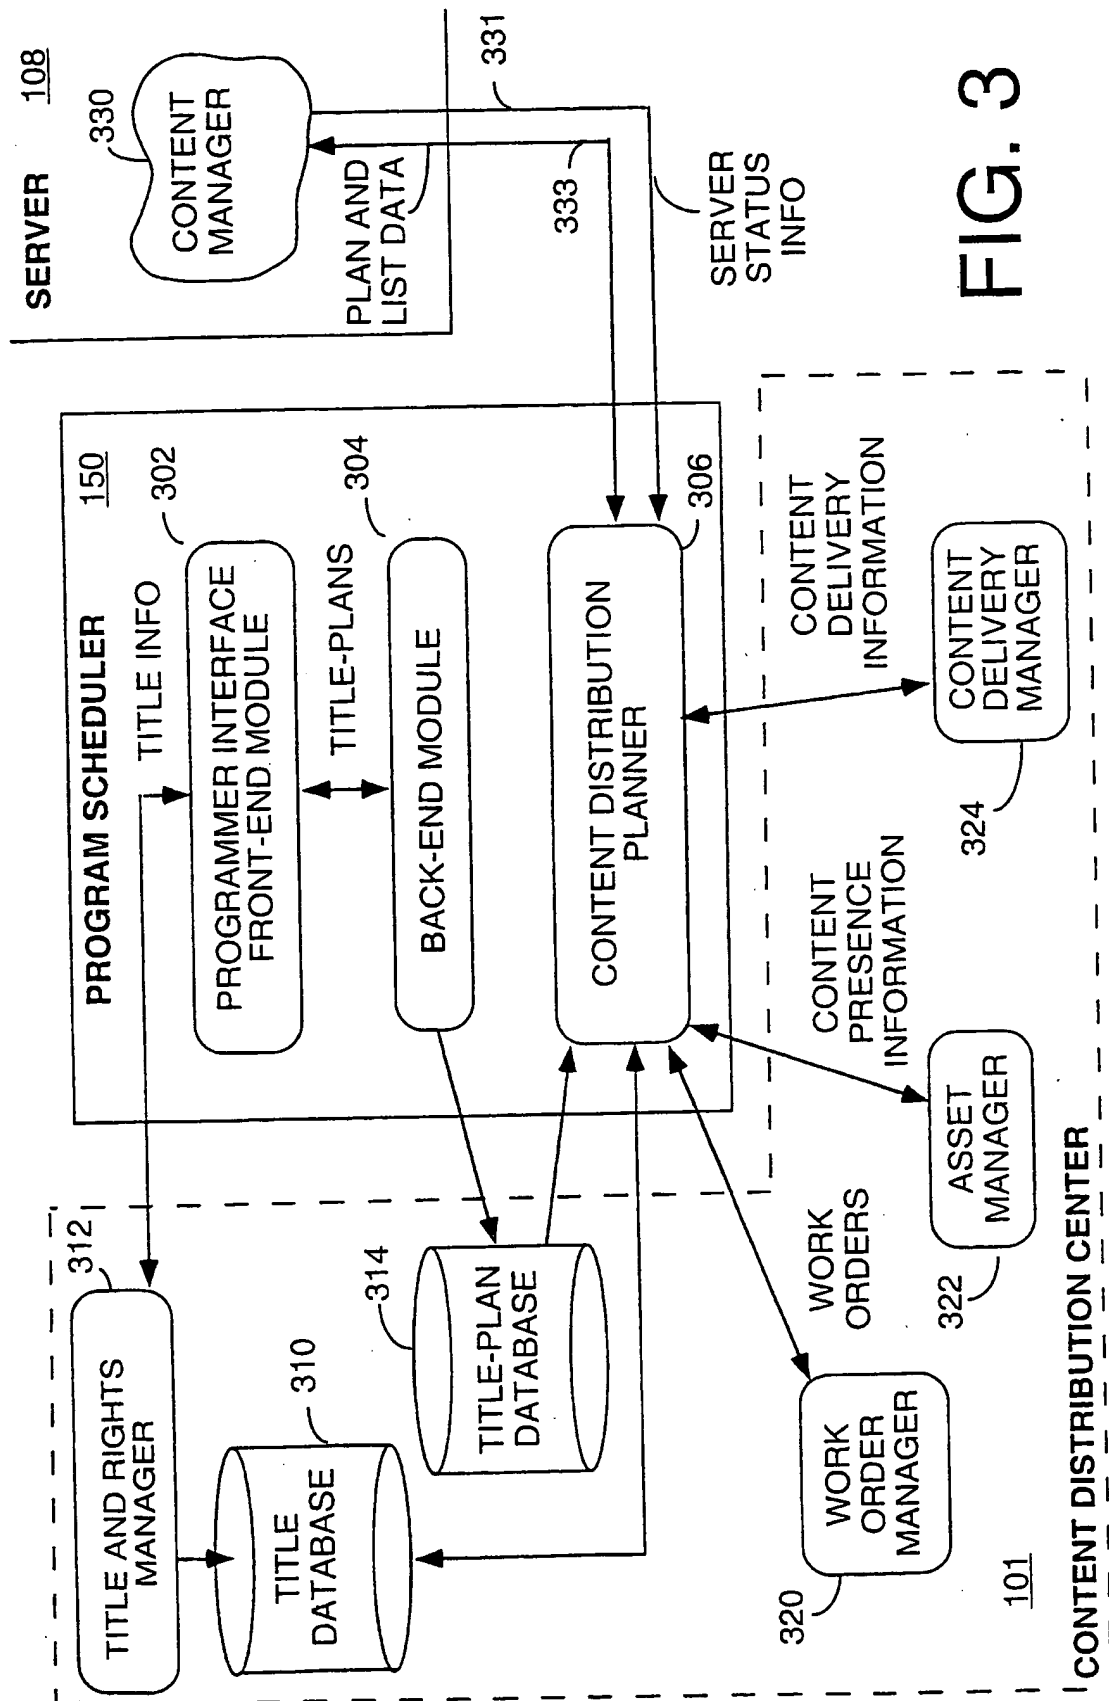 SERVER
108
330
CONTENT
MANAGER
PLAN AND
LIST DATA
331
333
SERVER
STATUS
INFO
PROGRAM SCHEDULER
150
TITLE INFO
302
PROGRAMMER INTERFACE
FRONT-END MODULE
TITLE-PLANS
304
BACK-END MODULE
CONTENT DISTRIBUTION
PLANNER
306
312
TITLE AND RIGHTS
MANAGER
310
TITLE
DATABASE
314
TITLE-PLAN
DATABASE
WORK
ORDERS
WORK
ORDER
MANAGER
320
CONTENT
PRESENCE
INFORMATION
ASSET
MANAGER
322
CONTENT
DELIVERY
INFORMATION
CONTENT
DELIVERY
MANAGER
324
101
CONTENT DISTRIBUTION CENTER
FIG. 3